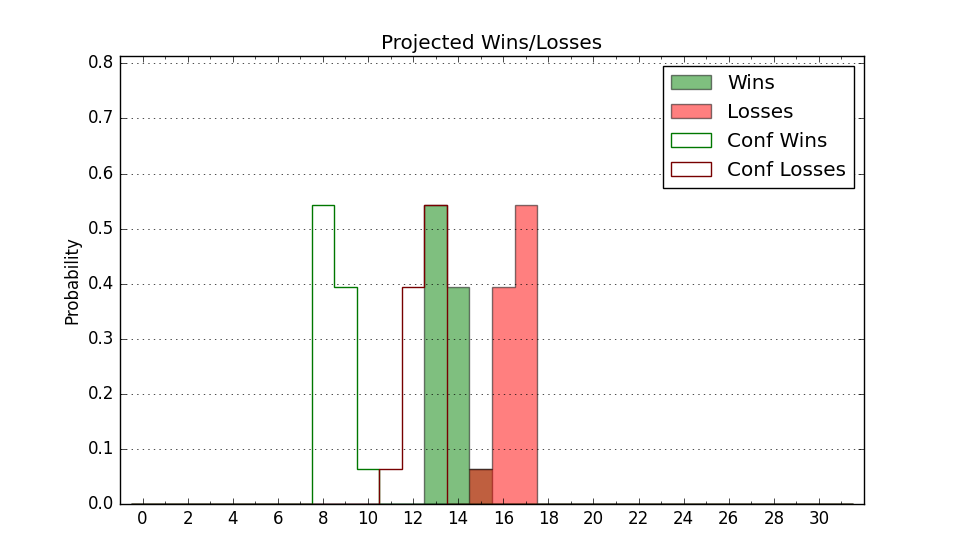 Projected Wins/Losses
Wins
Losses
Conf Wins
Conf Losses
Probability
0.8
0.7
0.6
0.5
0.4
0.3
0.2
0.1
0.0
0 2 4 6 8 10 12 14 16 18 20 22 24 26 28 30